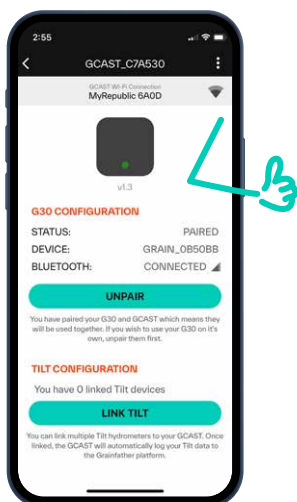 2:55
GCAST_C7A530
GCAST Wi-Fi Connection
MyRepublic 6A0D
v1.3
G30 CONFIGURATION
STATUS: PAIRED
DEVICE: GRAIN_0B50BB
BLUETOOTH: CONNECTED
UNPAIR
You have paired your G30 and GCAST which means they
will be used together. If you wish to use your G30 on it's
own, unpair them first.
TILT CONFIGURATION
You have 0 linked Tilt devices
LINK TILT
You can link multiple Tilt hydrometers to your GCAST. Once
linked, the GCAST will automatically log your Tilt data to
the Grainfather platform.